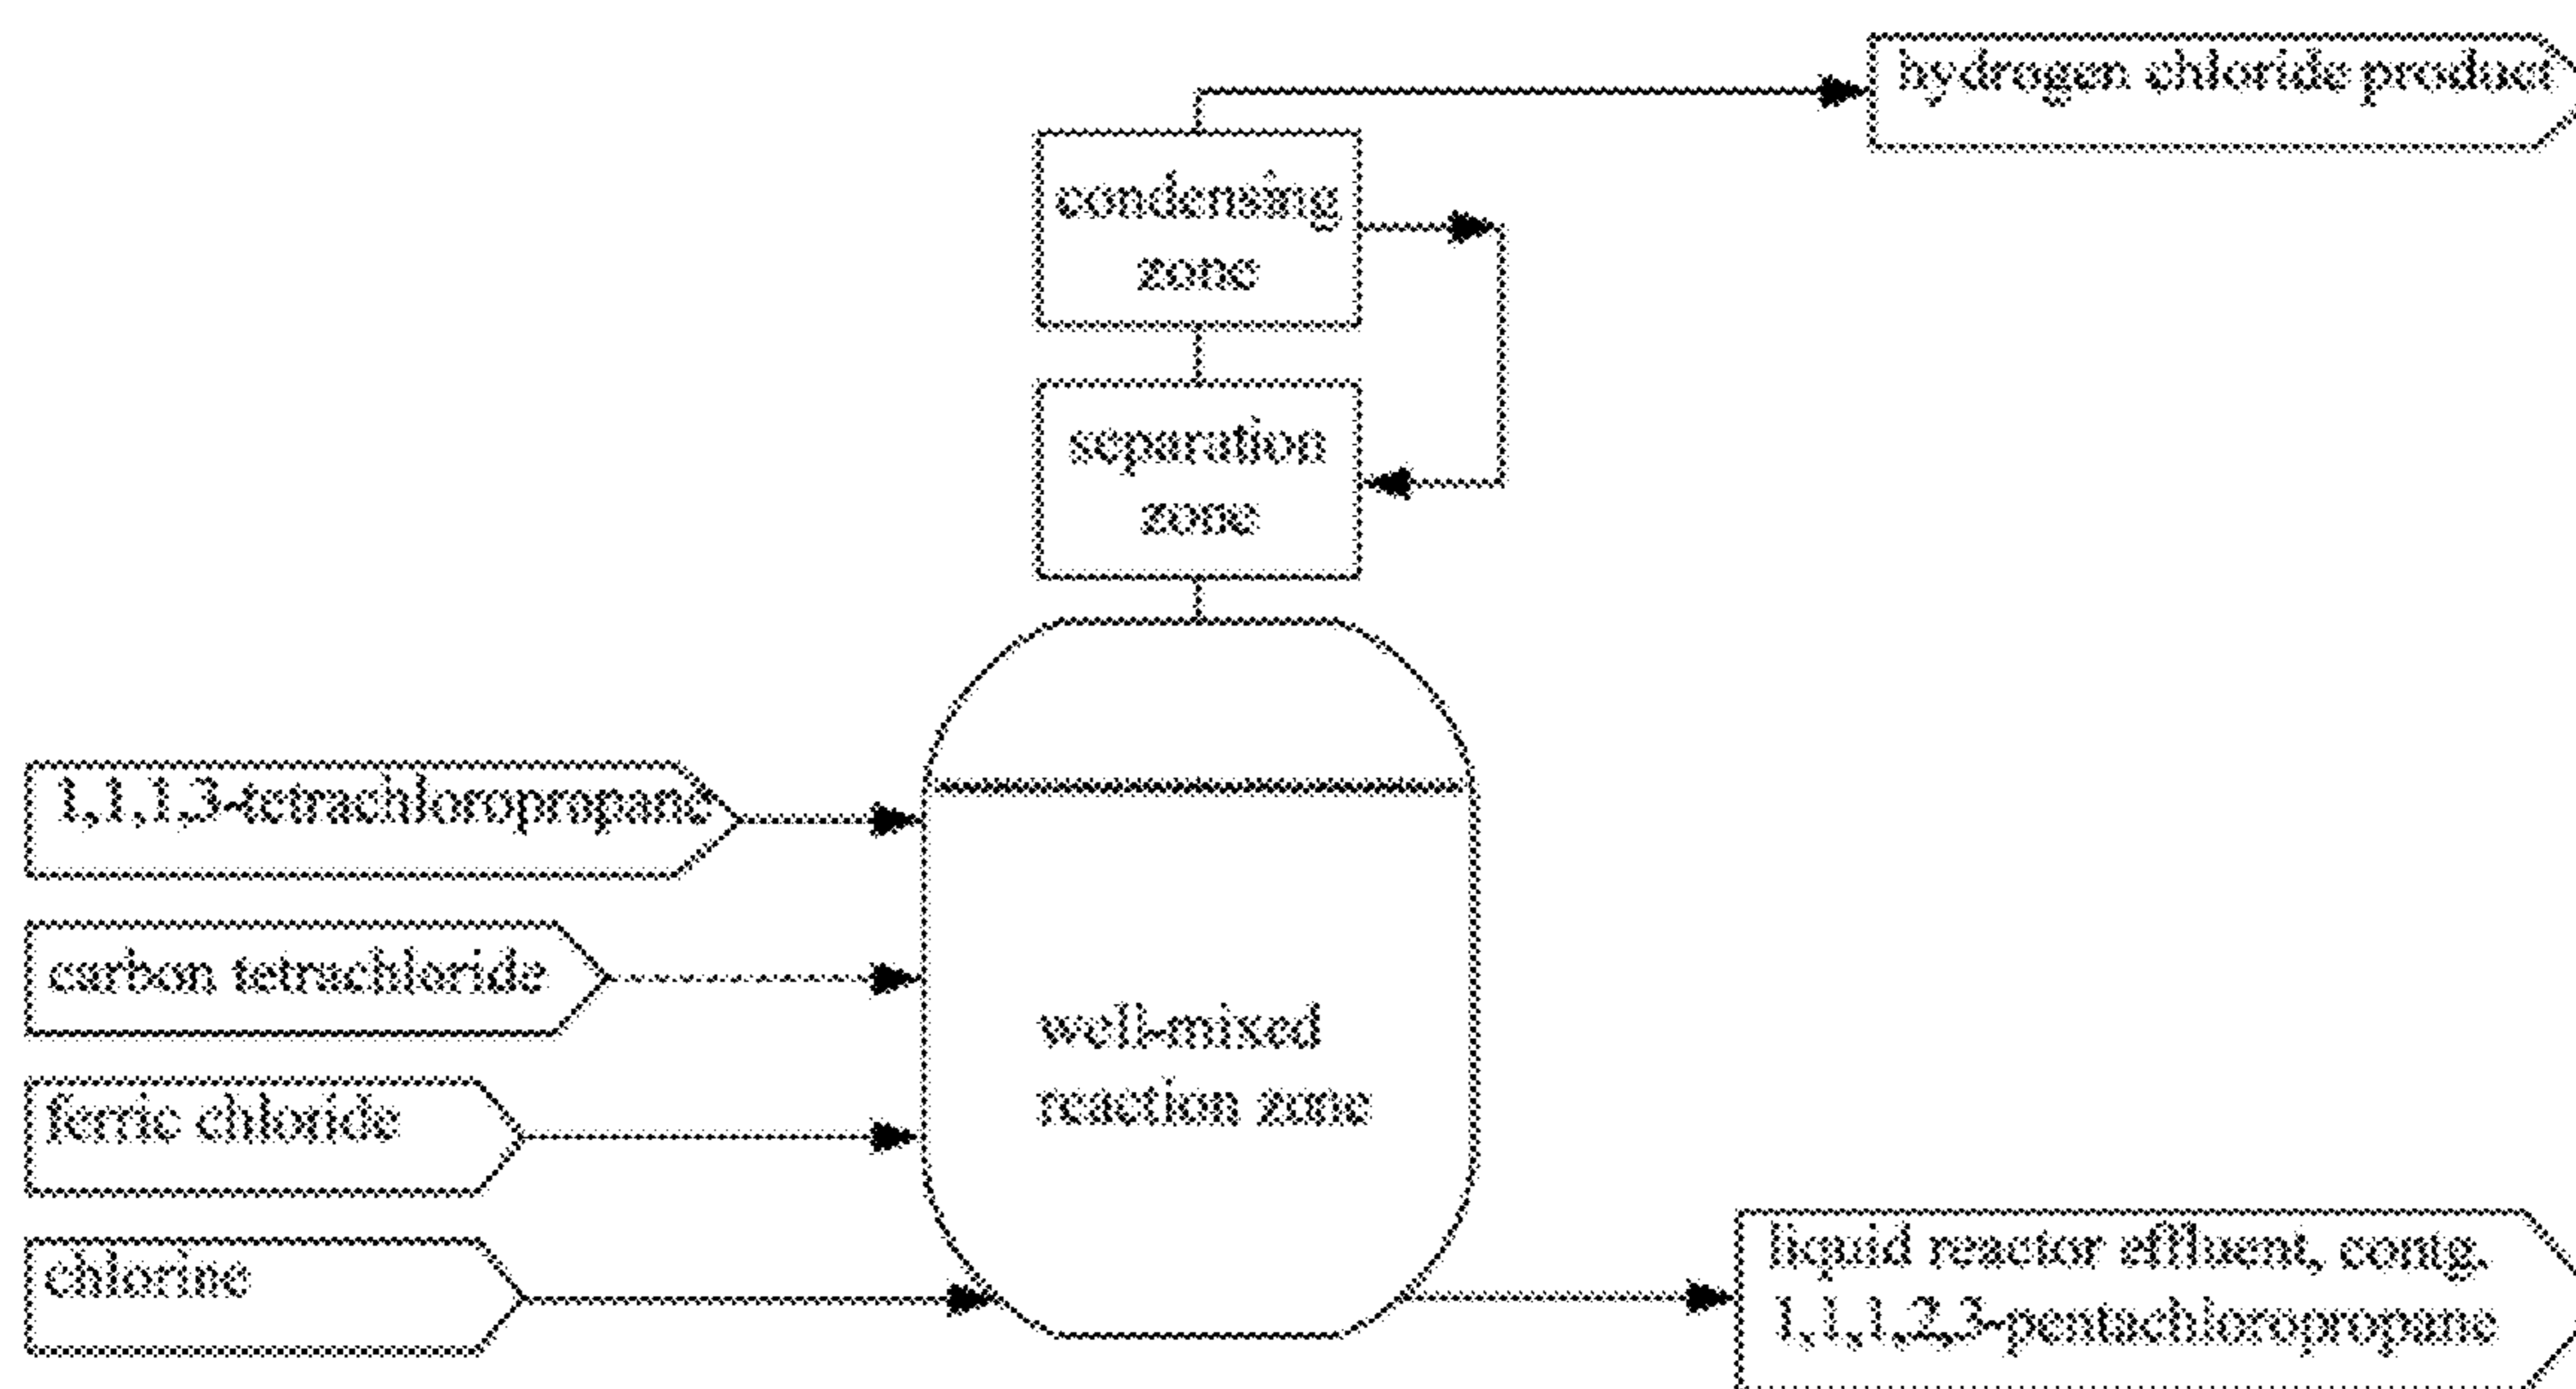 hydrogen chloride product
condensing
zone
separation
zone
1,1,1,3-tetrachloropropane
carbon tetrachloride
well-mixed
reaction zone
ferric chloride
chlorine
liquid reactor effluent, contg.
1,1,1,2,3-pentachloropropane